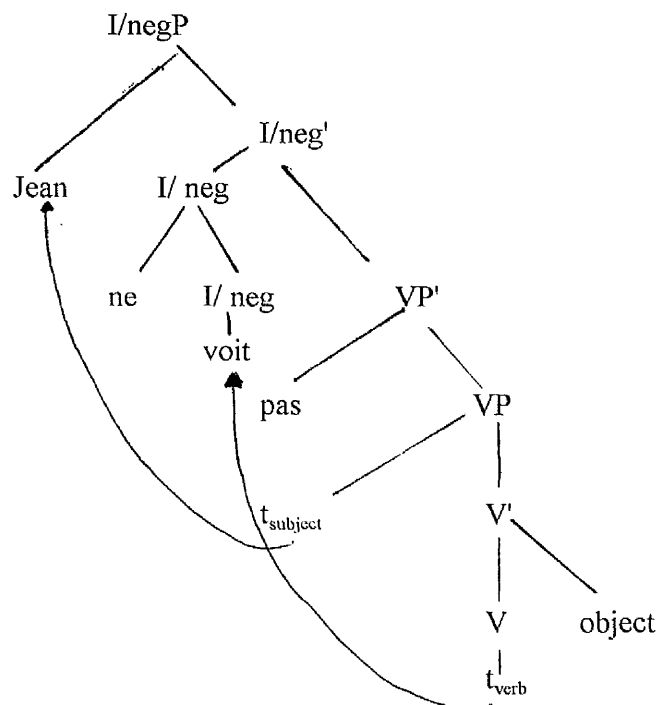 I/negP
I/neg'
Jean I/ neg
ne I/ neg VP'
voit
pas VP
t_subject V'
V object
t_verb